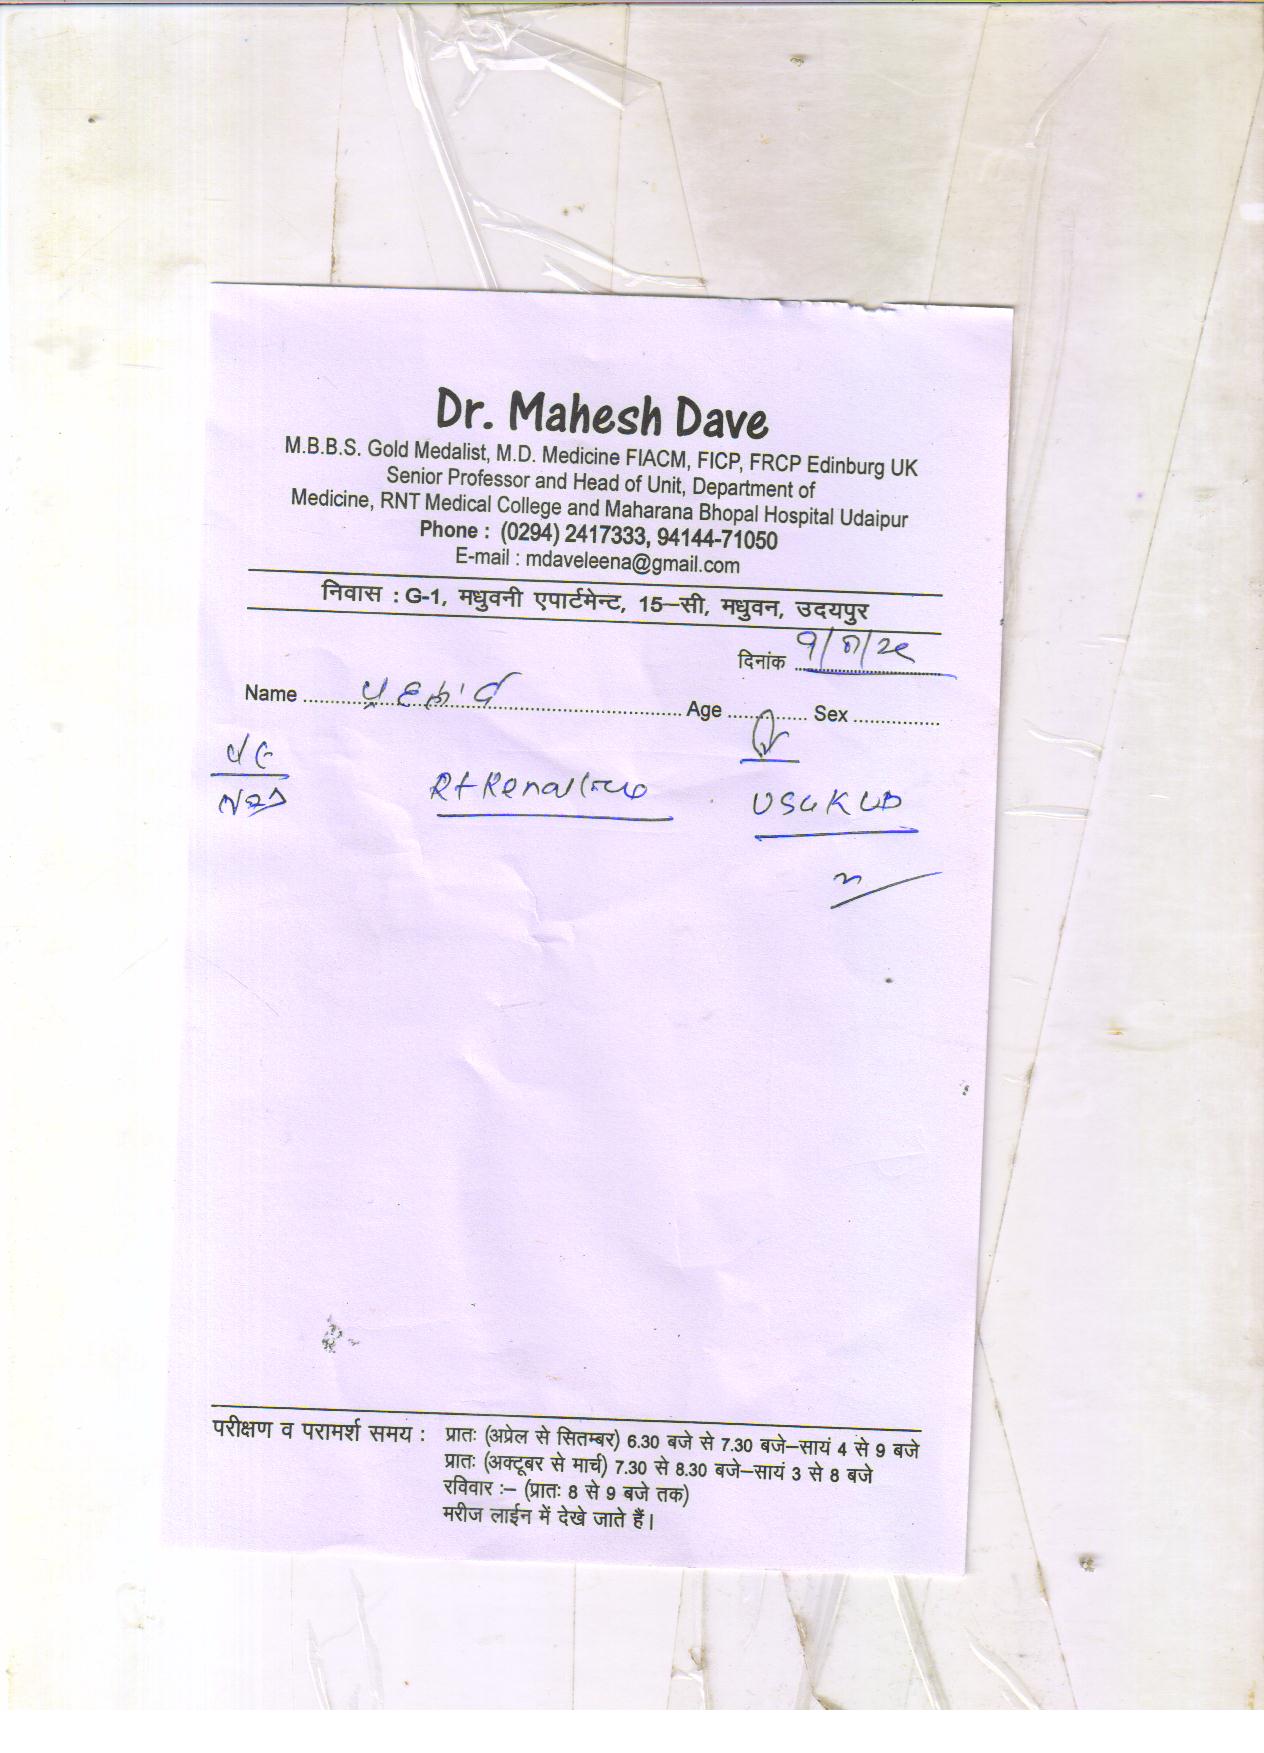 Dr. Mahesh Dave
M.B.B.S. Gold Medalist, M.D. Medicine FIACM, FICP, FRCP Edinburg UK
Senior Professor and Head of Unit, Department of
Medicine, RNT Medical College and Maharana Bhopal Hospital Udaipur
Phone : (0294) 2417333, 94144-71050
E-mail : mdaveleena@gmail.com
निवास : G-1, मधुवनी एपार्टमेन्ट, 15–सी, मधुवन, उदयपुर
दिनांक
Name Age Sex
Rt Renal USG KUB
परीक्षण व परामर्श समय : प्रातः (अप्रेल से सितम्बर) 6.30 बजे से 7.30 बजे–सायं 4 से 9 बजे
प्रातः (अक्टूबर से मार्च) 7.30 से 8.30 बजे–सायं 3 से 8 बजे
रविवार :– (प्रातः 8 से 9 बजे तक)
मरीज लाईन में देखे जाते हैं।